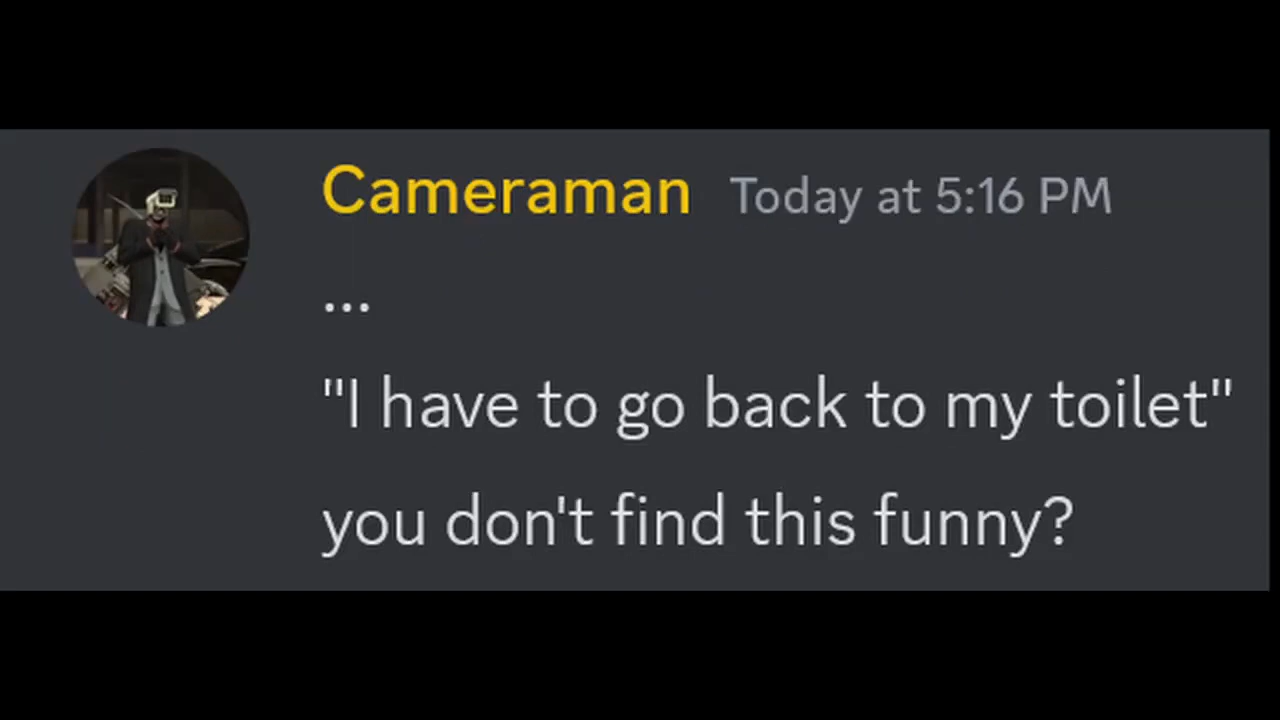 Cameraman Today at 5:16 PM
...
"I have to go back to my toilet"
you don't find this funny?